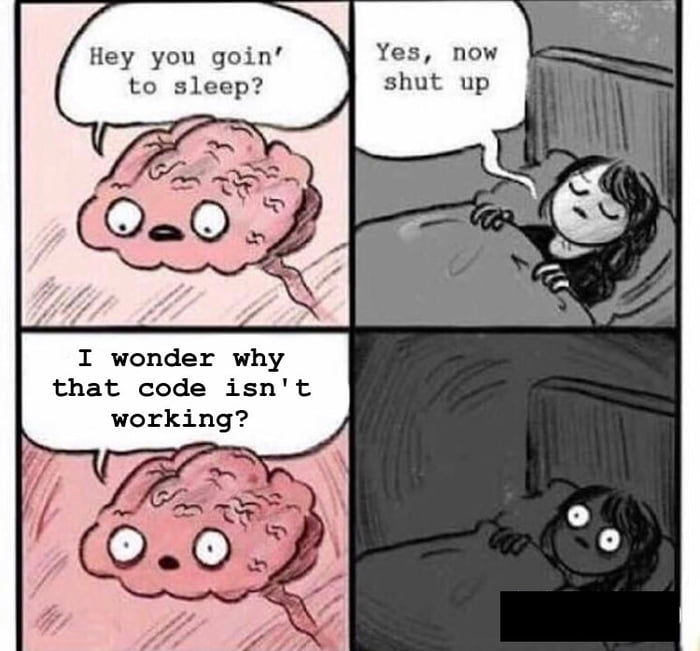 Hey you goin'
to sleep?
Yes, now
shut up
I wonder why
that code isn't
working?